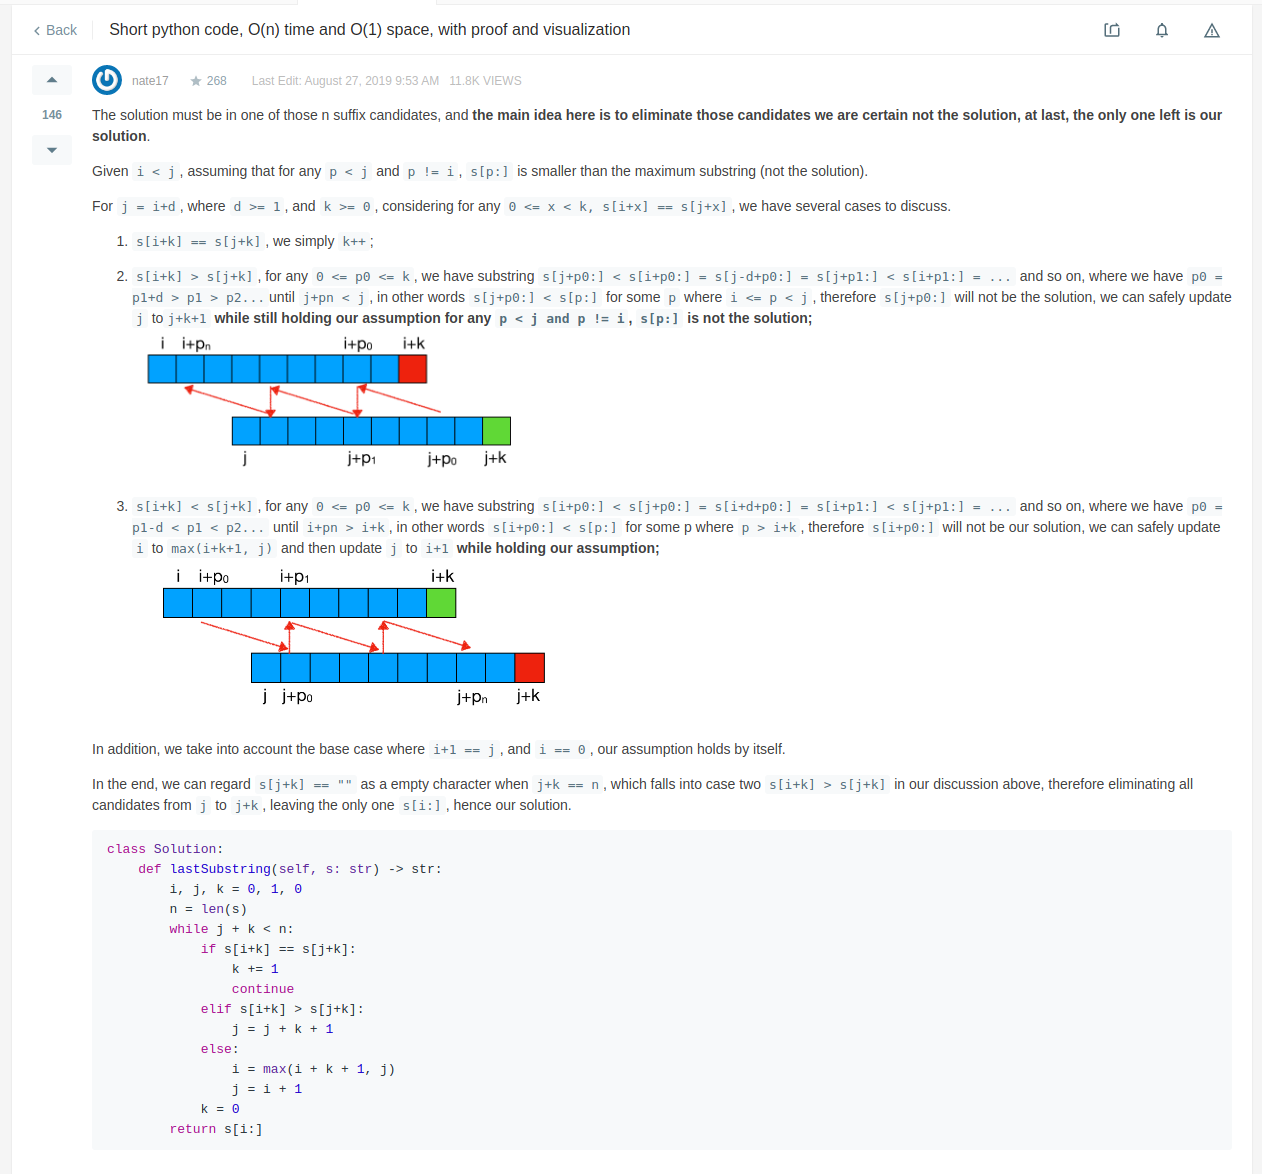 Back
Short python code, O(n) time and O(1) space, with proof and visualization
nate17 268 Last Edit: August 27, 2019 9:53 AM 11.8K VIEWS
146
The solution must be in one of those n suffix candidates, and the main idea here is to eliminate those candidates we are certain not the solution, at last, the only one left is our
solution.
Given i < j, assuming that for any p < j and p != i, s[p:] is smaller than the maximum substring (not the solution).
For j = i+d, where d >= 1, and k >= 0, considering for any 0 <= x < k, s[i+x] == s[j+x], we have several cases to discuss.
1. s[i+k] == s[j+k], we simply k++;
2. s[i+k] > s[j+k], for any 0 <= p0 <= k, we have substring s[j+p0:] < s[i+p0:] = s[j-d+p0:] = s[j+p1:] < s[i+p1:] = ... and so on, where we have p0 =
p1+d > p1 > p2... until j+pn < j, in other words s[j+p0:] < s[p:] for some p where i <= p < j, therefore s[j+p0:] will not be the solution, we can safely update
j to j+k+1 while still holding our assumption for any p < j and p != i, s[p:] is not the solution;
i i+pn i+p0 i+k
j j+p1 j+p0 j+k
3. s[i+k] < s[j+k], for any 0 <= p0 <= k, we have substring s[i+p0:] < s[j+p0:] = s[i+d+p0:] = s[i+p1:] < s[j+p1:] = ... and so on, where we have p0 =
p1-d < p1 < p2... until i+pn > i+k, in other words s[i+p0:] < s[p:] for some p where p > i+k, therefore s[i+p0:] will not be our solution, we can safely update
i to max(i+k+1, j) and then update j to i+1 while holding our assumption;
i i+p0 i+p1 i+k
j j+p0 j+pn j+k
In addition, we take into account the base case where i+1 == j, and i == 0, our assumption holds by itself.
In the end, we can regard s[j+k] == "" as a empty character when j+k == n, which falls into case two s[i+k] > s[j+k] in our discussion above, therefore eliminating all
candidates from j to j+k, leaving the only one s[i:], hence our solution.
class Solution:
    def lastSubstring(self, s: str) -> str:
        i, j, k = 0, 1, 0
        n = len(s)
        while j + k < n:
            if s[i+k] == s[j+k]:
                k += 1
                continue
            elif s[i+k] > s[j+k]:
                j = j + k + 1
            else:
                i = max(i + k + 1, j)
                j = i + 1
            k = 0
        return s[i:]